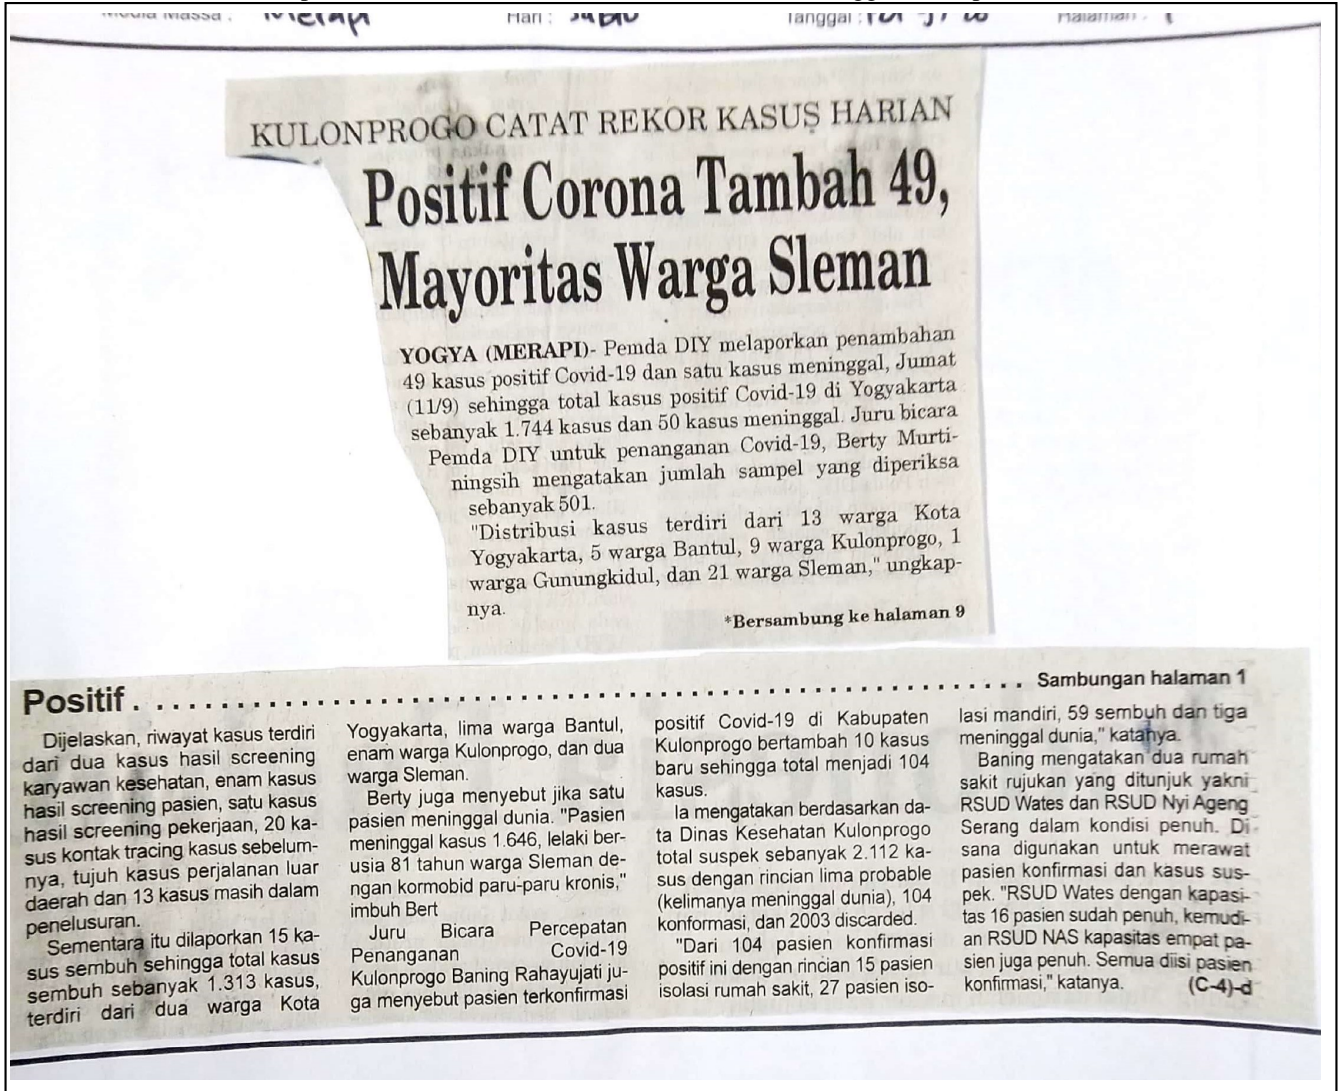 Media Massa : Merapi Hari : Sabtu Tanggal : Halaman :
KULONPROGO CATAT REKOR KASUS HARIAN
Positif Corona Tambah 49,
Mayoritas Warga Sleman
YOGYA (MERAPI)- Pemda DIY melaporkan penambahan
49 kasus positif Covid-19 dan satu kasus meninggal, Jumat
(11/9) sehingga total kasus positif Covid-19 di Yogyakarta
sebanyak 1.744 kasus dan 50 kasus meninggal. Juru bicara
Pemda DIY untuk penanganan Covid-19, Berty Murti-
ningsih mengatakan jumlah sampel yang diperiksa
sebanyak 501.
"Distribusi kasus terdiri dari 13 warga Kota
Yogyakarta, 5 warga Bantul, 9 warga Kulonprogo, 1
warga Gunungkidul, dan 21 warga Sleman," ungkap-
nya.
*Bersambung ke halaman 9
Positif. . . . . . . . . . . . . . . . . . . . . . . . . . . . . . . . . . . . . . . . . . . . . . . . . . . . . . . . Sambungan halaman 1
Dijelaskan, riwayat kasus terdiri
dari dua kasus hasil screening
karyawan kesehatan, enam kasus
hasil screening pasien, satu kasus
hasil screening pekerjaan, 20 ka-
sus kontak tracing kasus sebelum-
nya, tujuh kasus perjalanan luar
daerah dan 13 kasus masih dalam
penelusuran.
Sementara itu dilaporkan 15 ka-
sus sembuh sehingga total kasus
sembuh sebanyak 1.313 kasus,
terdiri dari dua warga Kota
Yogyakarta, lima warga Bantul,
enam warga Kulonprogo, dan dua
warga Sleman.
Berty juga menyebut jika satu
pasien meninggal dunia. "Pasien
meninggal kasus 1.646, lelaki ber-
usia 81 tahun warga Sleman de-
ngan kormobid paru-paru kronis,"
imbuh Bert
Juru Bicara Percepatan
Penanganan Covid-19
Kulonprogo Baning Rahayujati ju-
ga menyebut pasien terkonfirmasi
positif Covid-19 di Kabupaten
Kulonprogo bertambah 10 kasus
baru sehingga total menjadi 104
kasus.
Ia mengatakan berdasarkan da-
ta Dinas Kesehatan Kulonprogo
total suspek sebanyak 2.112 ka-
sus dengan rincian lima probable
(kelimanya meninggal dunia), 104
konformasi, dan 2003 discarded.
"Dari 104 pasien konfirmasi
positif ini dengan rincian 15 pasien
isolasi rumah sakit, 27 pasien iso-
lasi mandiri, 59 sembuh dan tiga
meninggal dunia," katanya.
Baning mengatakan dua rumah
sakit rujukan yang ditunjuk yakni
RSUD Wates dan RSUD Nyi Ageng
Serang dalam kondisi penuh. Di
sana digunakan untuk merawat
pasien konfirmasi dan kasus sus-
pek. "RSUD Wates dengan kapasi-
tas 16 pasien sudah penuh, kemudi-
an RSUD NAS kapasitas empat pa-
sien juga penuh. Semua diisi pasien
konfirmasi," katanya. (C-4)-d